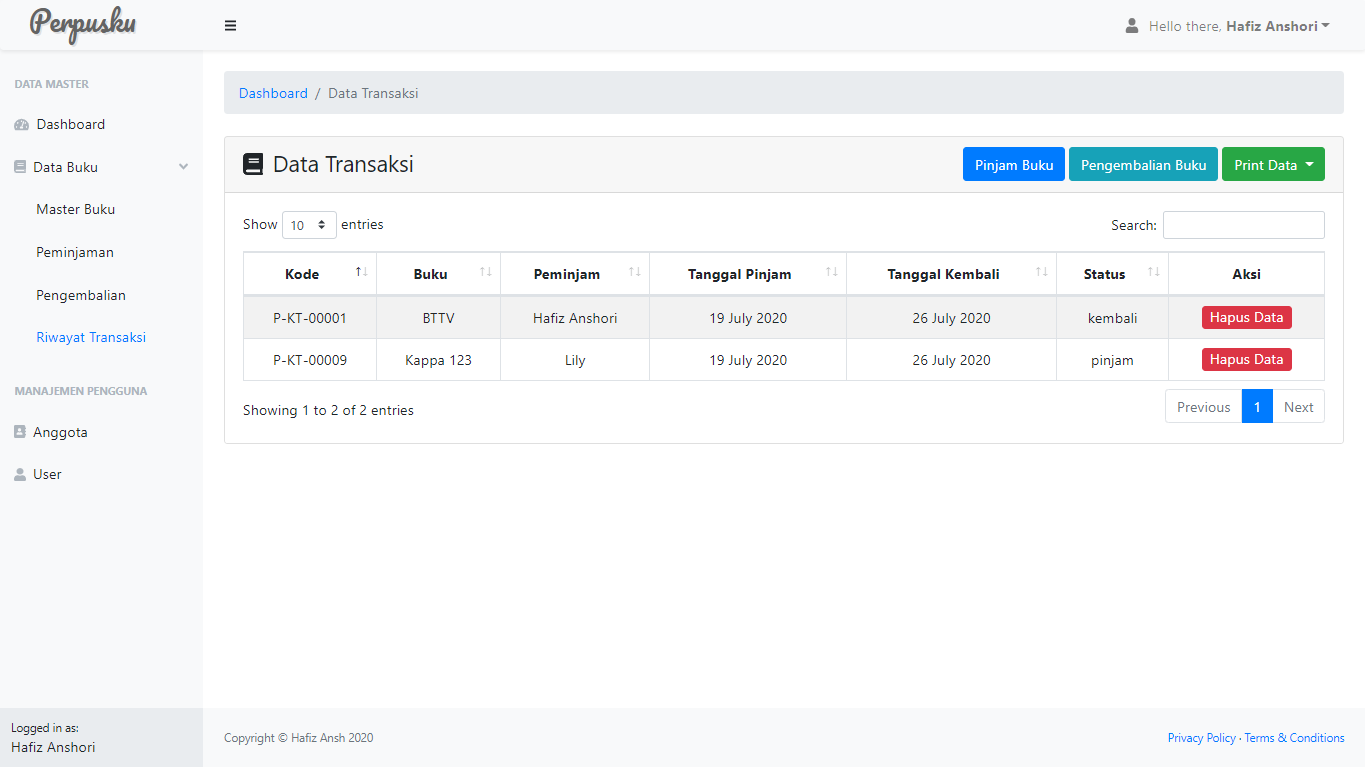 Perpusku
Hello there, Hafiz Anshori
DATA MASTER
Dashboard
Data Buku
Master Buku
Peminjaman
Pengembalian
Riwayat Transaksi
MANAJEMEN PENGGUNA
Anggota
User
Logged in as:
Hafiz Anshori
Dashboard / Data Transaksi
Data Transaksi
Pinjam Buku Pengembalian Buku Print Data
Show 10 entries Search:
Kode Buku Peminjam Tanggal Pinjam Tanggal Kembali Status Aksi
P-KT-00001 BTTV Hafiz Anshori 19 July 2020 26 July 2020 kembali Hapus Data
P-KT-00009 Kappa 123 Lily 19 July 2020 26 July 2020 pinjam Hapus Data
Showing 1 to 2 of 2 entries Previous 1 Next
Copyright © Hafiz Ansh 2020 Privacy Policy · Terms & Conditions